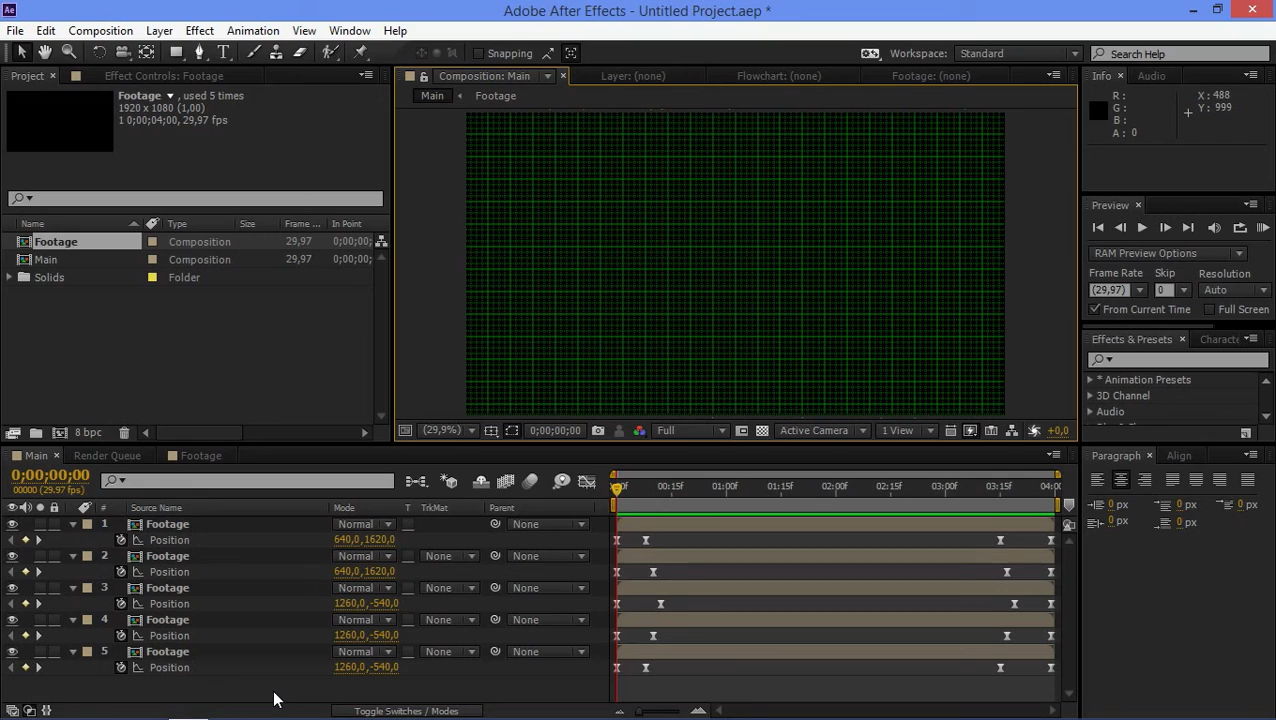 Ae
Adobe After Effects - Untitled Project.aep *
File Edit Composition Layer Effect Animation View Window Help
Snapping
Workspace: Standard
Search Help
Project × Effect Controls: Footage
Footage ▼, used 5 times
1920 x 1080 (1,00)
1 0;00;04;00, 29,97 fps
Name Type Size Frame ... In Point
Footage Composition 29,97 0;00;00;
Main Composition 29,97 0;00;00;
Solids Folder
8 bpc
Composition: Main × Layer: (none) Flowchart: (none) Footage: (none)
Main Footage
(29,9%) 0;00;00;00 Full Active Camera 1 View +0,0
Info × Audio
R: X: 488
G: Y: 999
B:
A: 0
Preview ×
RAM Preview Options
Frame Rate Skip Resolution
(29,97) 0 Auto
From Current Time Full Screen
Effects & Presets × Characte
* Animation Presets
3D Channel
Audio
Main × Render Queue Footage
0;00;00;00
00000 (29.97 fps)
# Source Name Mode T TrkMat Parent
:00f 00:15f 01:00f 01:15f 02:00f 02:15f 03:00f 03:15f 04:00
1 Footage Normal None
Position 640,0,1620,0
2 Footage Normal None None
Position 640,0,1620,0
3 Footage Normal None None
Position 1260,0,-540,0
4 Footage Normal None None
Position 1260,0,-540,0
5 Footage Normal None None
Position 1260,0,-540,0
Toggle Switches / Modes
Paragraph × Align
0 px 0 px 0 px
0 px 0 px